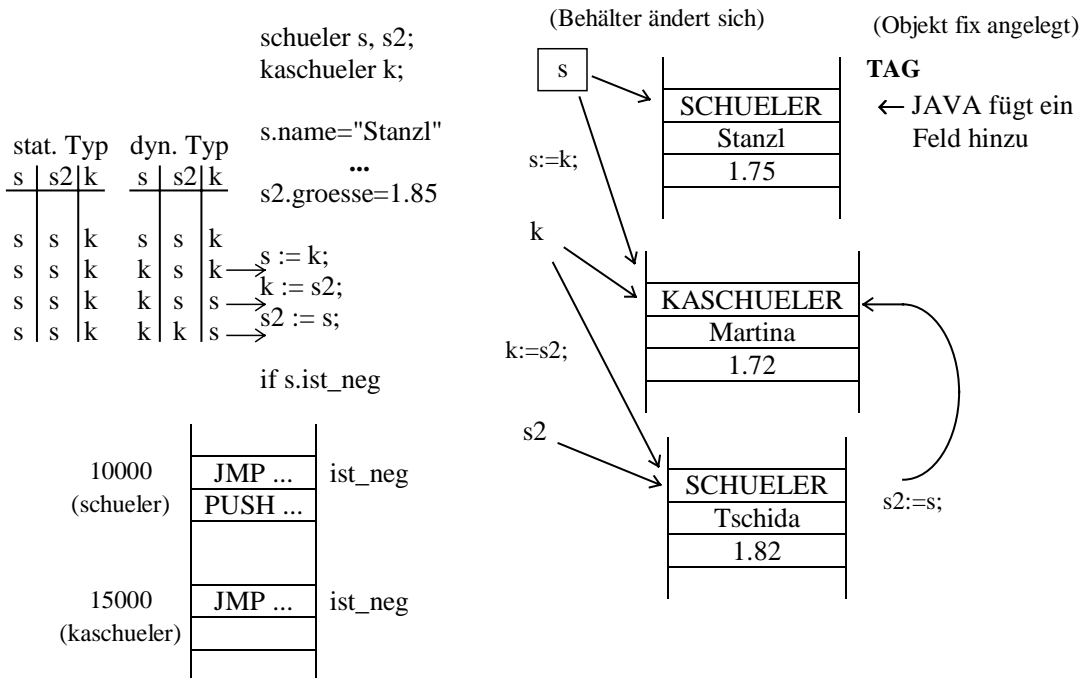 schueler s, s2;
kaschueler k;
s.name="Stanzl"
...
s2.groesse=1.85
s := k;
k := s2;
s2 := s;
if s.ist_neg
stat. Typ dyn. Typ
s s2 k s s2 k
s s k s s k
s s k k s k
s s k k s s
s s k k k s
10000
(schueler)
JMP ...
PUSH ...
ist_neg
15000
(kaschueler)
JMP ...
ist_neg
(Behälter ändert sich)
(Objekt fix angelegt)
s
TAG
SCHUELER
Stanzl
1.75
← JAVA fügt ein
Feld hinzu
s:=k;
k
KASCHUELER
Martina
1.72
k:=s2;
s2
SCHUELER
Tschida
1.82
s2:=s;